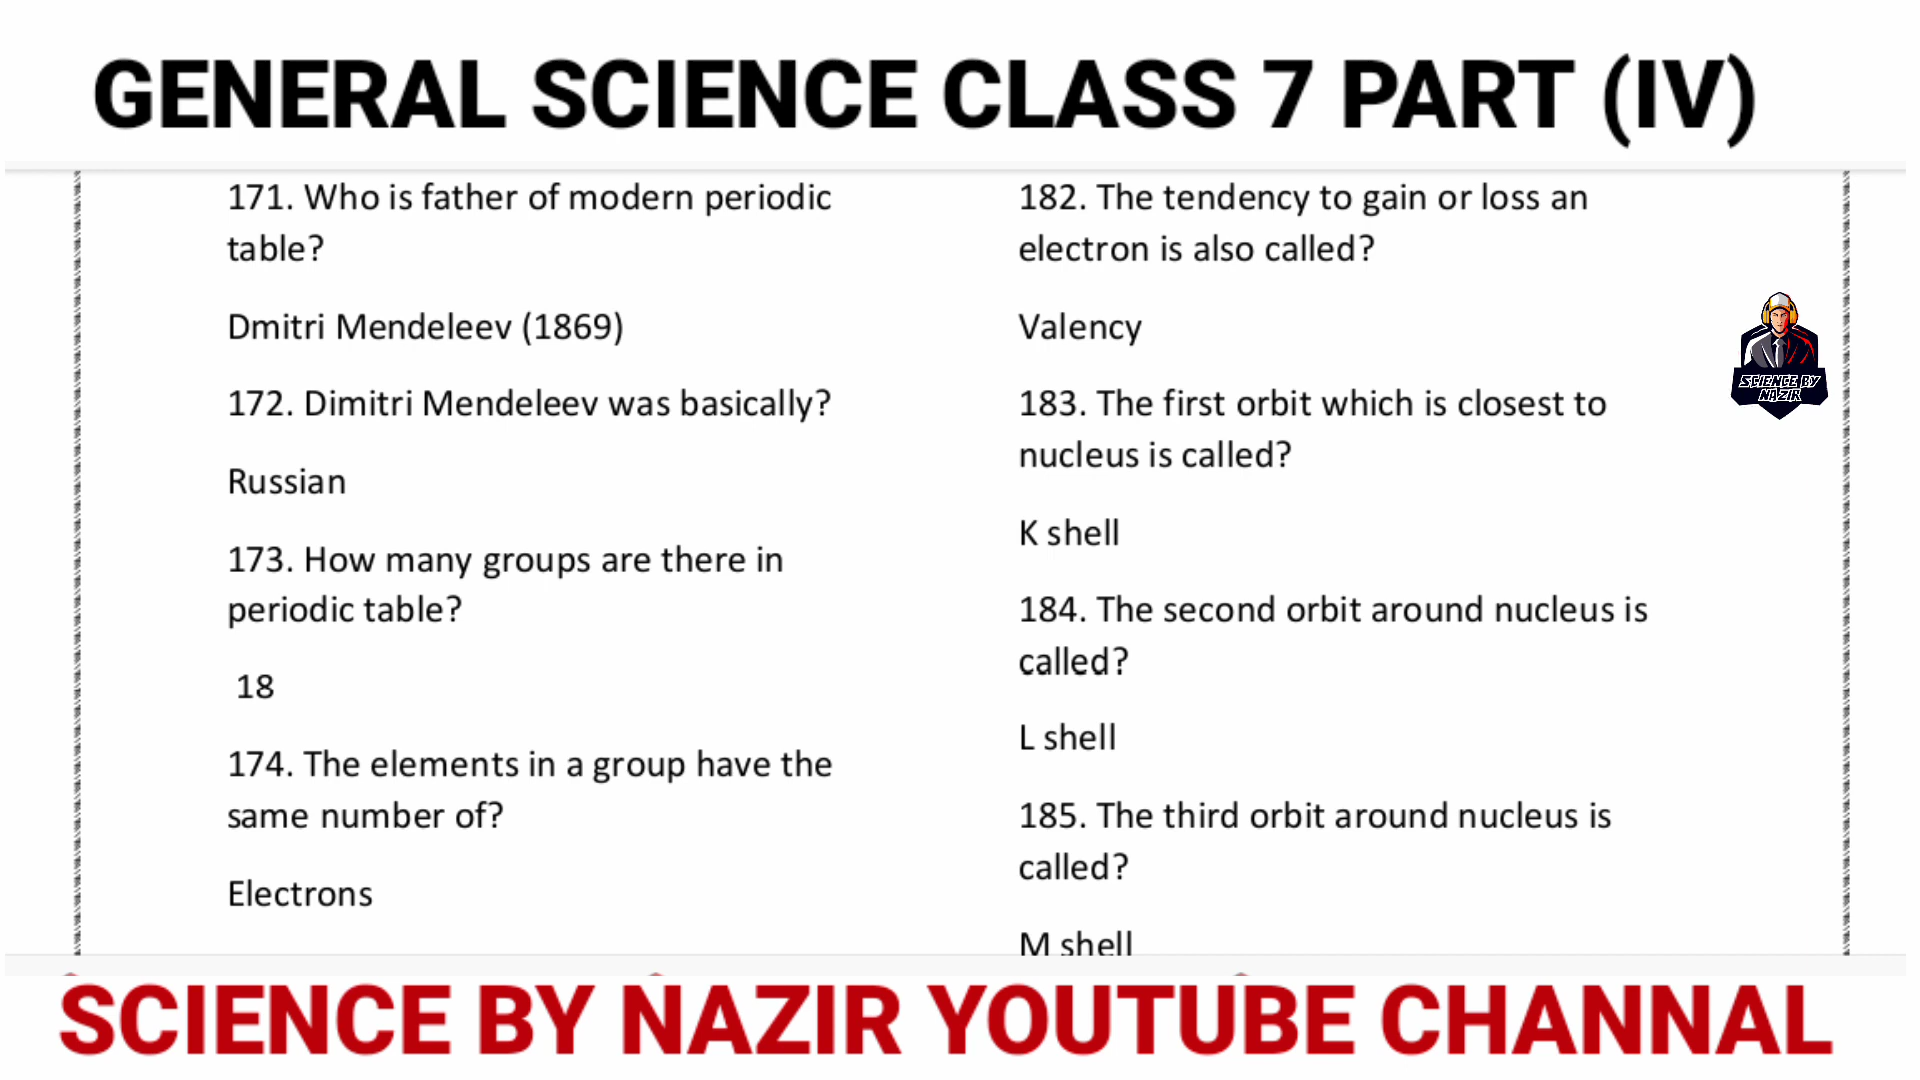 GENERAL SCIENCE CLASS 7 PART (IV)
171. Who is father of modern periodic
table?
Dmitri Mendeleev (1869)
172. Dimitri Mendeleev was basically?
Russian
173. How many groups are there in
periodic table?
18
174. The elements in a group have the
same number of?
Electrons
182. The tendency to gain or loss an
electron is also called?
Valency
183. The first orbit which is closest to
nucleus is called?
K shell
184. The second orbit around nucleus is
called?
L shell
185. The third orbit around nucleus is
called?
M shell
SCIENCE BY
NAZIR
SCIENCE BY NAZIR YOUTUBE CHANNAL